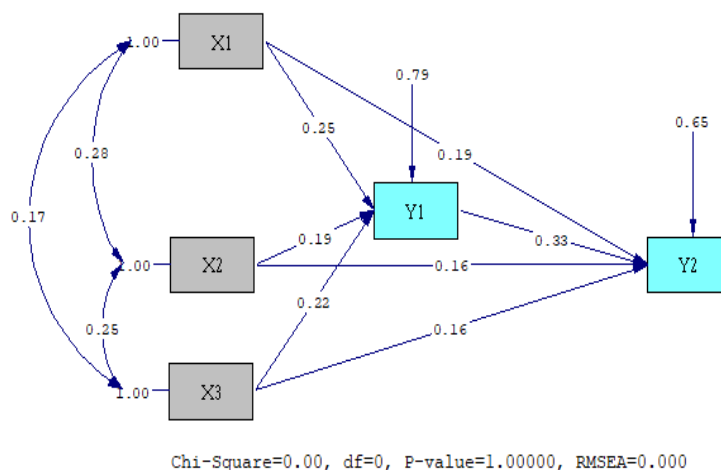 1.00 X1
0.79
0.25
0.65
0.28
0.19
0.17
Y1
0.19
0.33
1.00 X2
0.16
Y2
0.22
0.25
0.16
1.00 X3
Chi-Square=0.00, df=0, P-value=1.00000, RMSEA=0.000